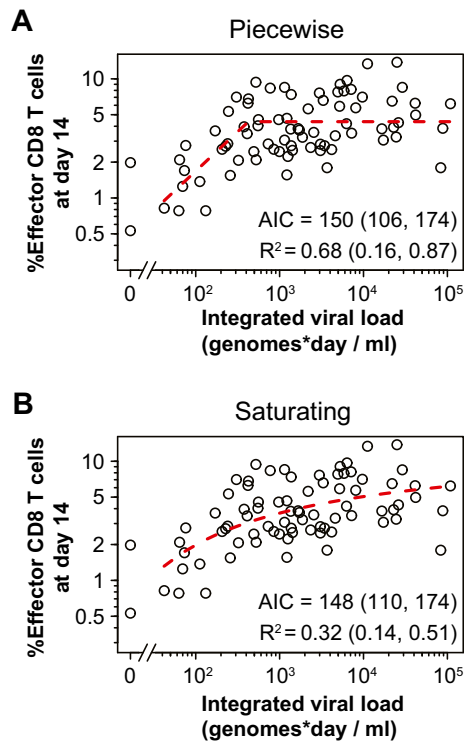 A
Piecewise
%Effector CD8 T cells
at day 14
10
5
2
1
0.5
AIC = 150 (106, 174)
R² = 0.68 (0.16, 0.87)
0
10²
10³
10⁴
10⁵
Integrated viral load
(genomes*day / ml)
B
Saturating
%Effector CD8 T cells
at day 14
10
5
2
1
0.5
AIC = 148 (110, 174)
R² = 0.32 (0.14, 0.51)
0
10²
10³
10⁴
10⁵
Integrated viral load
(genomes*day / ml)